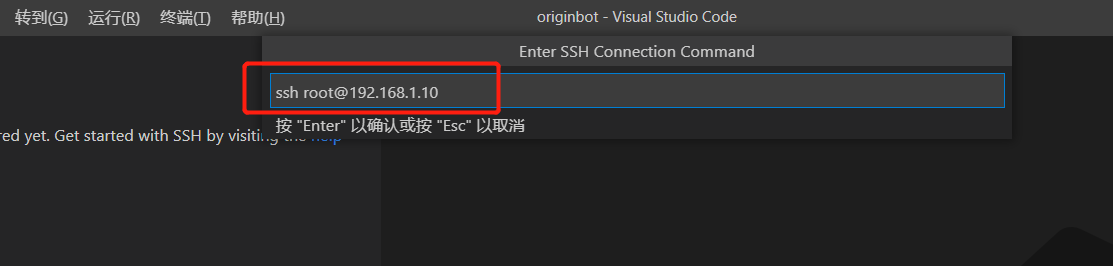 转到(G) 运行(R) 终端(T) 帮助(H) originbot - Visual Studio Code
Enter SSH Connection Command
ssh root@192.168.1.10
按 "Enter" 以确认或按 "Esc" 以取消
red yet. Get started with SSH by visiting the help